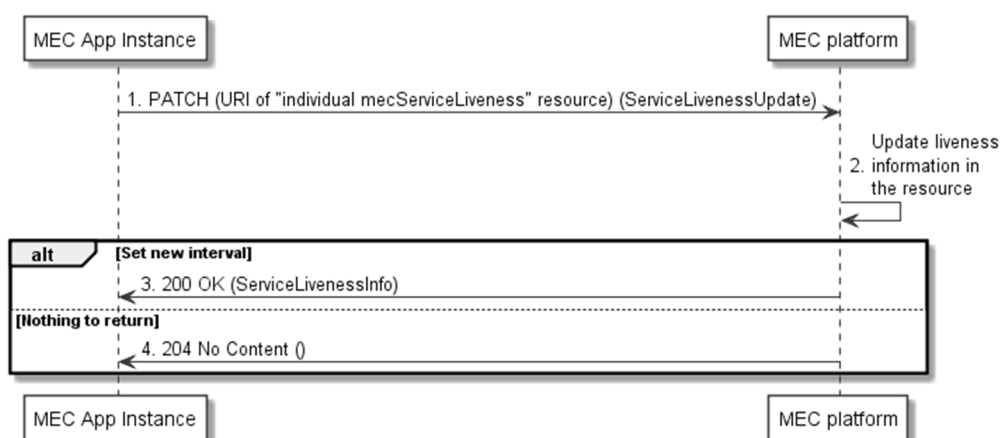 MEC App Instance
MEC platform
1. PATCH (URI of "individual mecServiceLiveness" resource) (ServiceLivenessUpdate)
Update liveness
2. information in
the resource
alt
[Set new interval]
3. 200 OK (ServiceLivenessInfo)
[Nothing to return]
4. 204 No Content ()
MEC App Instance
MEC platform